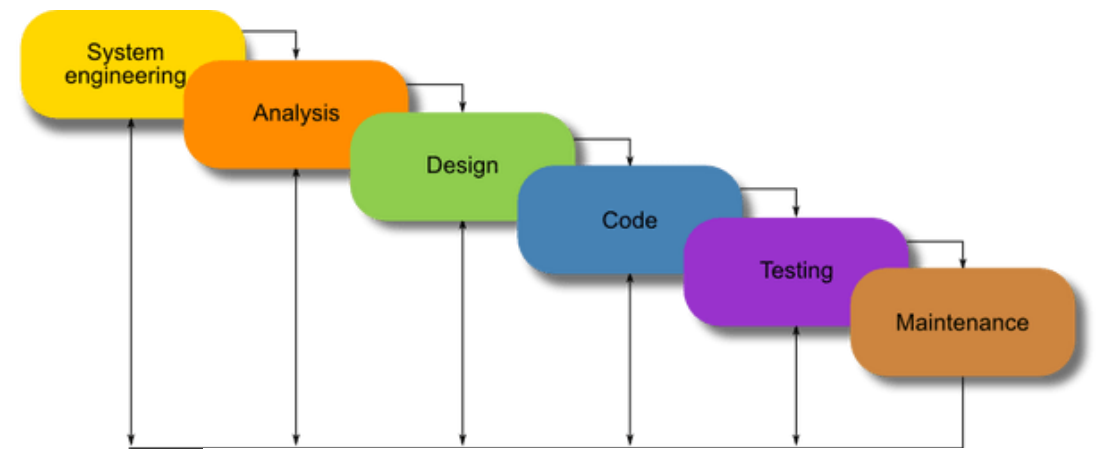 System
engineering
Analysis
Design
Code
Testing
Maintenance